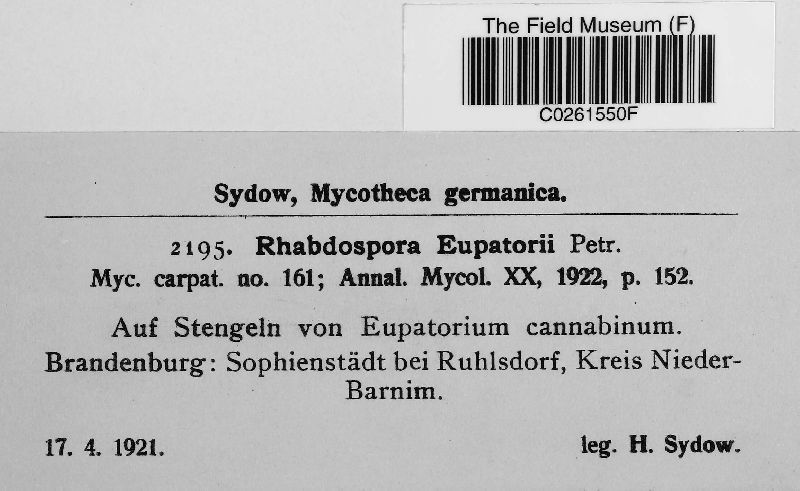 The Field Museum (F)
C0261550F
Sydow, Mycotheca germanica.
2195. Rhabdospora Eupatorii Petr.
Myc. carpat. no. 161; Annal. Mycol. XX, 1922, p. 152.
Auf Stengeln von Eupatorium cannabinum.
Brandenburg: Sophienstädt bei Ruhlsdorf, Kreis Nieder-
Barnim.
17. 4. 1921. leg. H. Sydow.